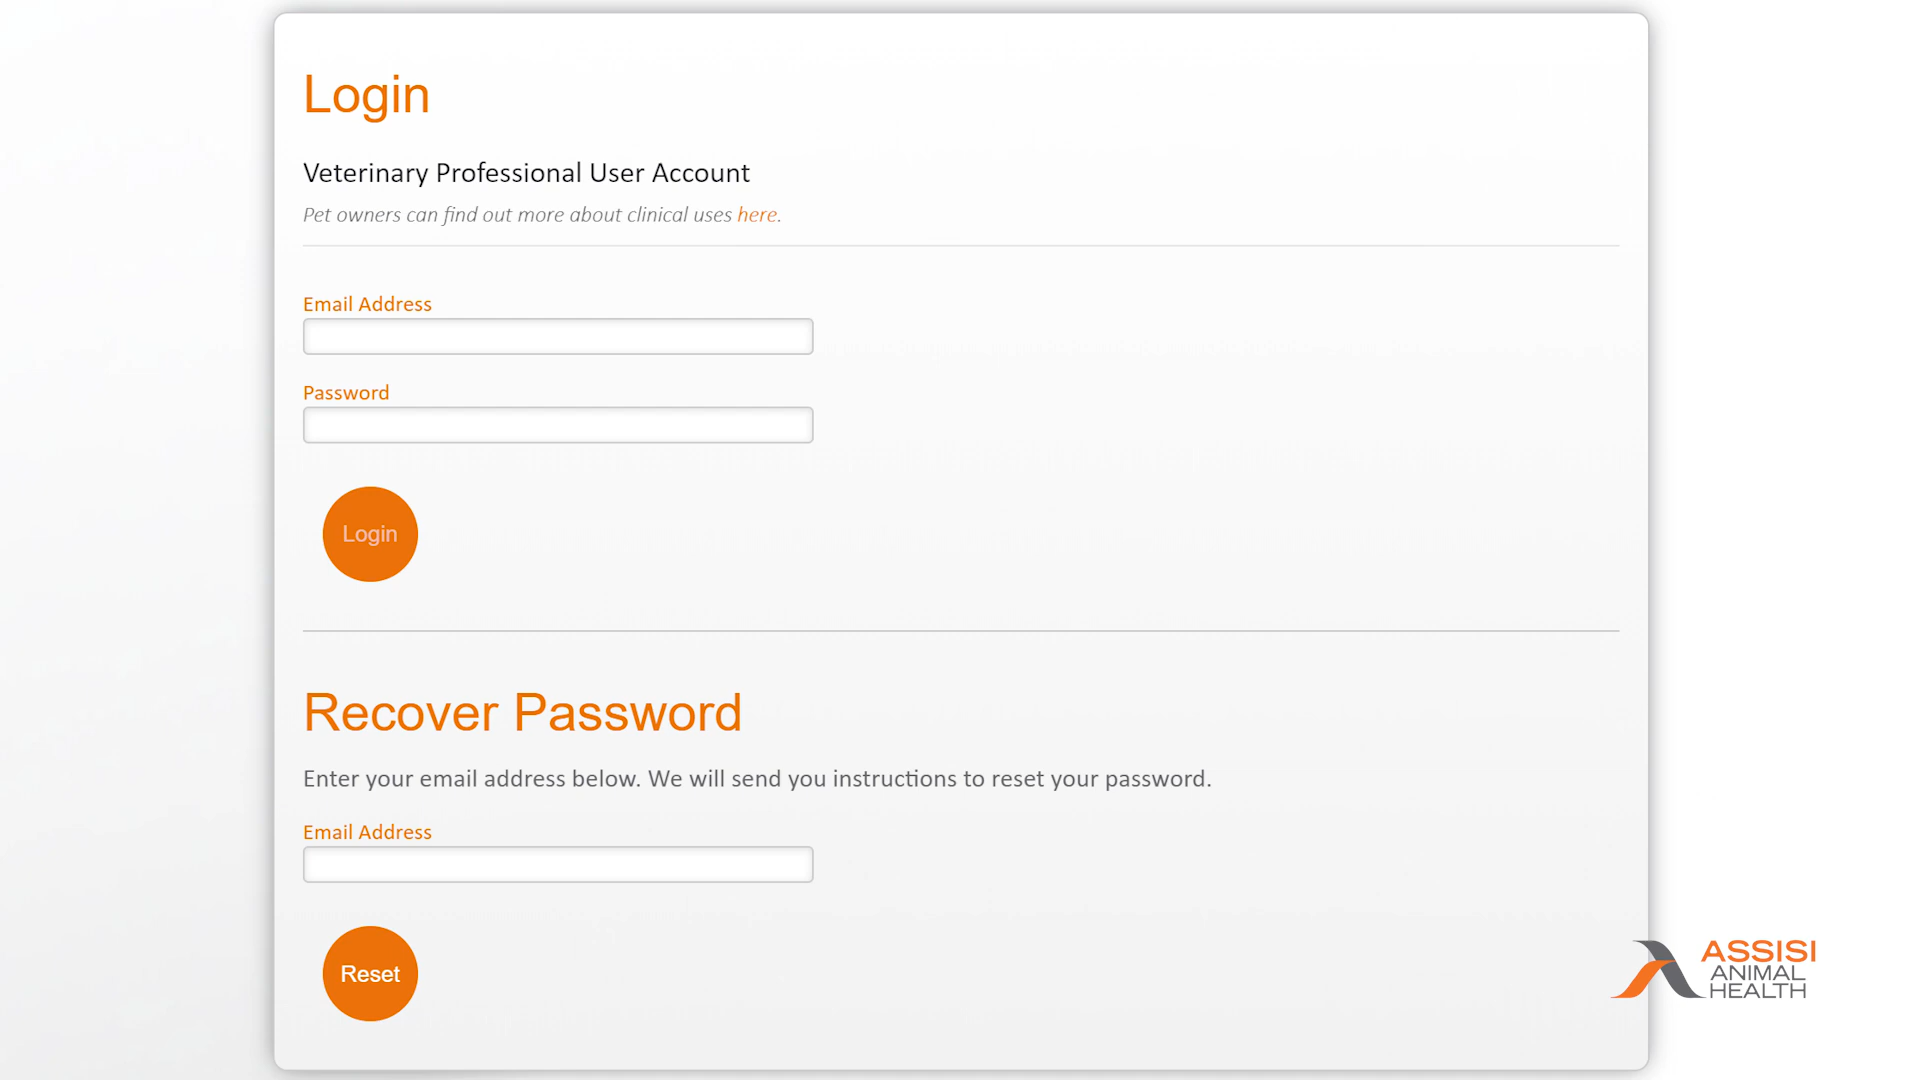 Login
Veterinary Professional User Account
Pet owners can find out more about clinical uses here.
Email Address
Password
Login
Recover Password
Enter your email address below. We will send you instructions to reset your password.
Email Address
Reset
ASSISI
ANIMAL
HEALTH